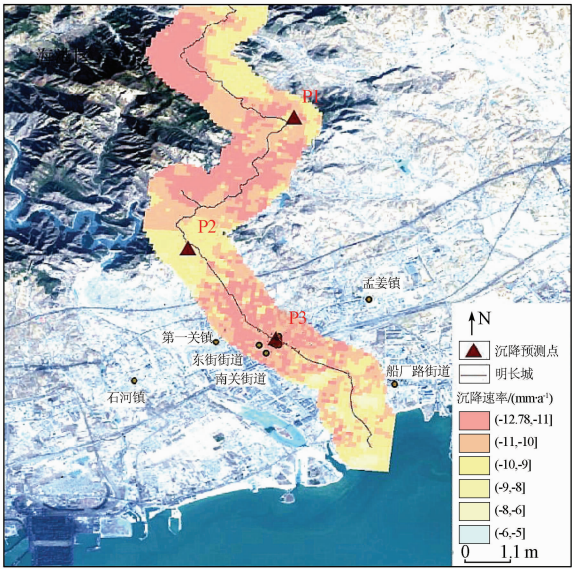 P1
P2
孟姜镇
P3
第一关镇
东街街道
南关街道
船厂路街道
石河镇
N
沉降预测点
明长城
沉降速率/(mm·a⁻¹)
(-12.78,-11]
(-11,-10]
(-10,-9]
(-9,-8]
(-8,-6]
(-6,-5]
0 1.1 m